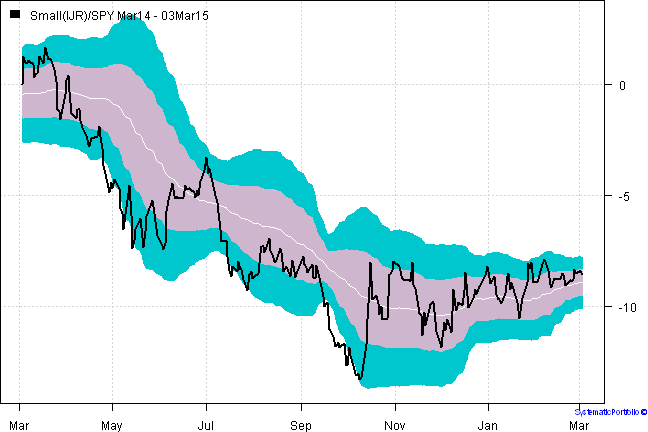 Small(IJR)/SPY Mar14 - 03Mar15
0
-5
-10
Mar May Jul Sep Nov Jan Mar
SystematicPortfolio ©